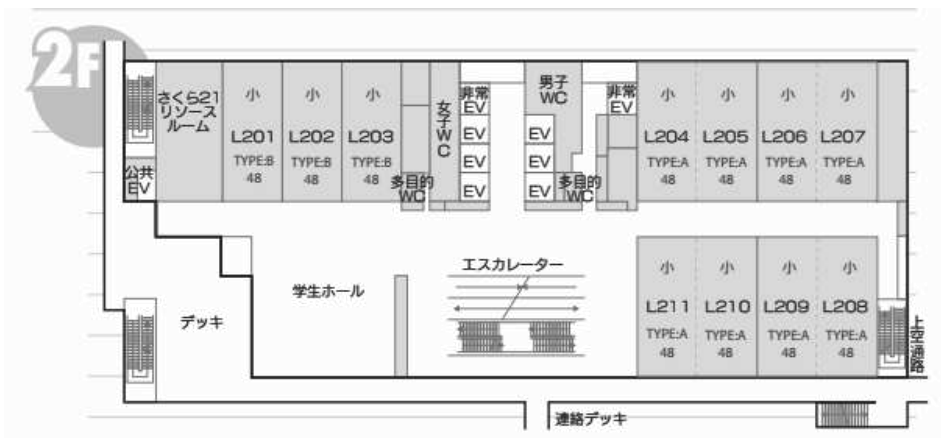 2F
さくら21
リソース
ルーム
小
L201
TYPE:B
48
小
L202
TYPE:B
48
小
L203
TYPE:B
48
多目的
WC
女子WC
非常
EV
EV
EV
EV
男子
WC
EV
EV
EV
多目的
WC
非常
EV
小
L204
TYPE:A
48
小
L205
TYPE:A
48
小
L206
TYPE:A
48
小
L207
TYPE:A
48
公共
EV
デッキ
学生ホール
エスカレーター
小
L211
TYPE:A
48
小
L210
TYPE:A
48
小
L209
TYPE:A
48
小
L208
TYPE:A
48
上空通路
連絡デッキ